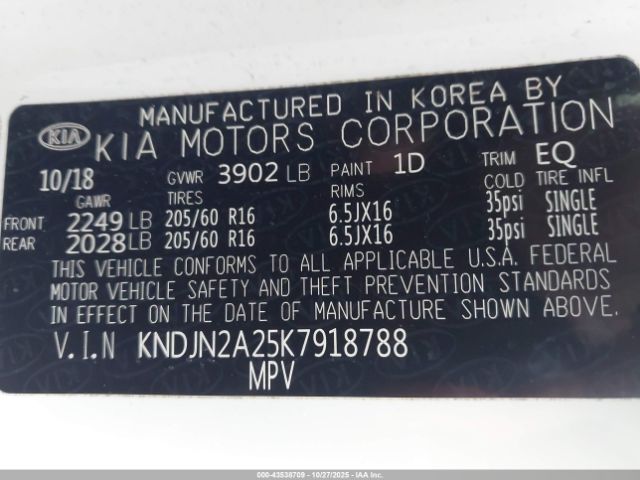 MANUFACTURED IN KOREA BY
KIA KIA MOTORS CORPORATION
10/18 GVWR 3902 LB PAINT 1D TRIM EQ
GAWR TIRES RIMS COLD TIRE INFL
FRONT 2249 LB 205/60 R16 6.5JX16 35psi SINGLE
REAR 2028 LB 205/60 R16 6.5JX16 35psi SINGLE
THIS VEHICLE CONFORMS TO ALL APPLICABLE U.S.A. FEDERAL
MOTOR VEHICLE SAFETY AND THEFT PREVENTION STANDARDS
IN EFFECT ON THE DATE OF MANUFACTURE SHOWN ABOVE.
V.I.N KNDJN2A25K7918788
MPV
000-43538709 - 10/27/2025 - COPYRIGHT IAA